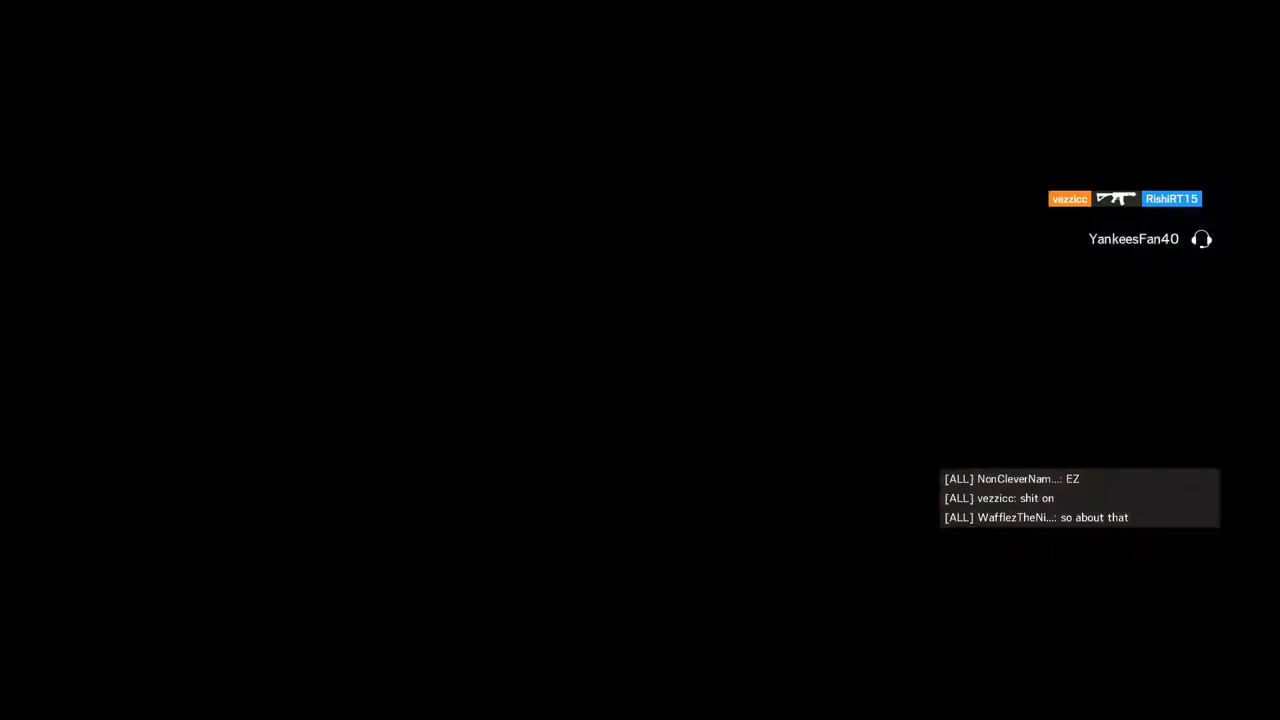 vezzicc RishiRT15
YankeesFan40
[ALL] NonCleverNam...: EZ
[ALL] vezzicc: shit on
[ALL] WafflezTheNi...: so about that